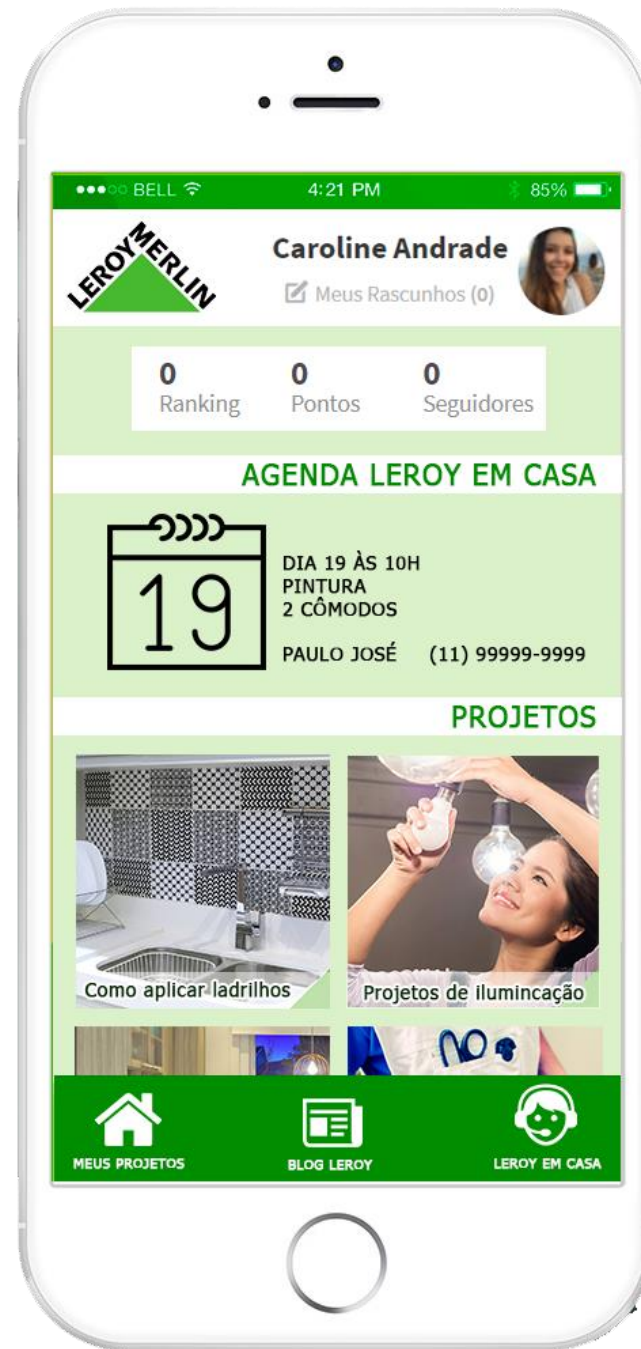 BELL 4:21 PM 85%
LEROY MERLIN
Caroline Andrade
Meus Rascunhos (0)
0 0 0
Ranking Pontos Seguidores
AGENDA LEROY EM CASA
19
DIA 19 ÀS 10H
PINTURA
2 CÔMODOS
PAULO JOSÉ (11) 99999-9999
PROJETOS
Como aplicar ladrilhos
Projetos de ilumincação
MEUS PROJETOS
BLOG LEROY
LEROY EM CASA